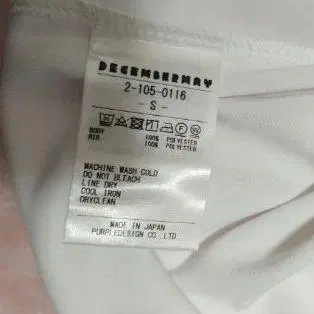 DECEMBERMAY
2-105-0116
- S -
BODY 100% POLYESTER
RIB 100% POLYESTER
MACHINE WASH COLD
DO NOT BLEACH
LINE DRY
COOL IRON
DRYCLEAN
MADE IN JAPAN
PURPLEDESIGN CO.,LTD